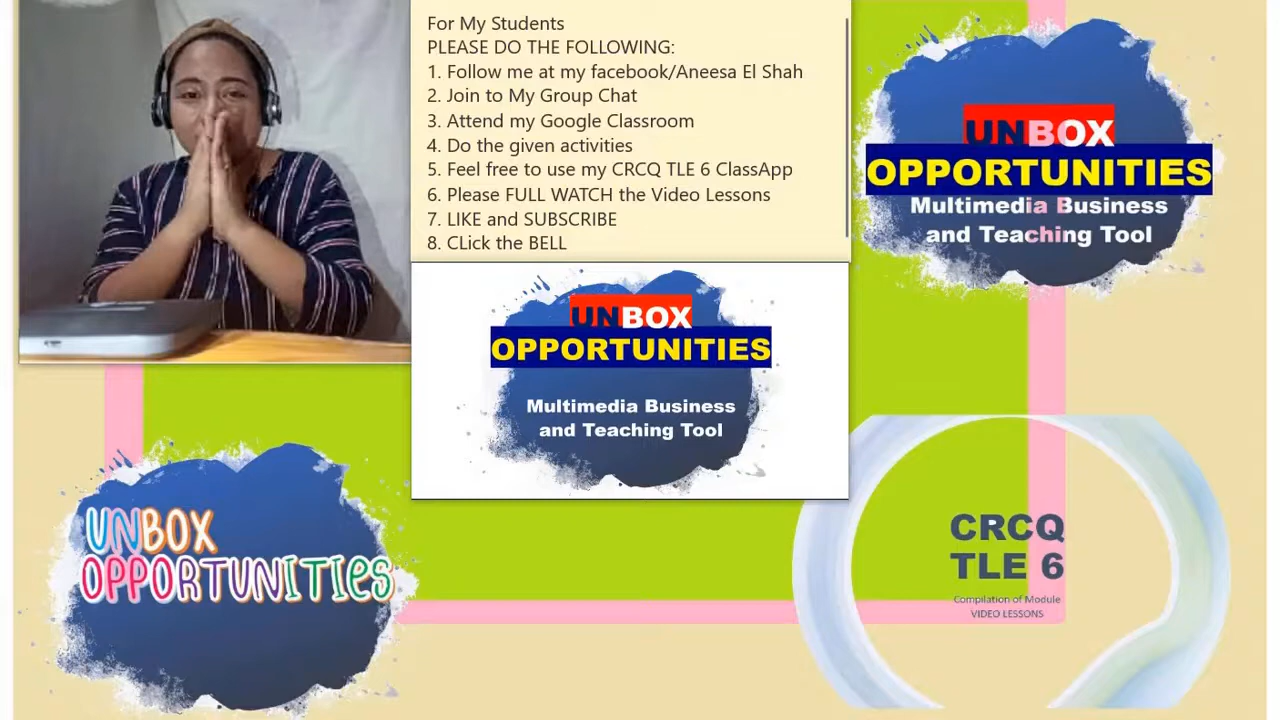 For My Students
PLEASE DO THE FOLLOWING:
1. Follow me at my facebook/Aneesa El Shah
2. Join to My Group Chat
3. Attend my Google Classroom
4. Do the given activities
5. Feel free to use my CRCQ TLE 6 ClassApp
6. Please FULL WATCH the Video Lessons
7. LIKE and SUBSCRIBE
8. CLick the BELL
UNBOX
OPPORTUNITIES
Multimedia Business
and Teaching Tool
UNBOX
OPPORTUNITIES
Multimedia Business
and Teaching Tool
UNBOX
OPPORTUNITIES
CRCQ
TLE 6
Compilation of Module
VIDEO LESSONS